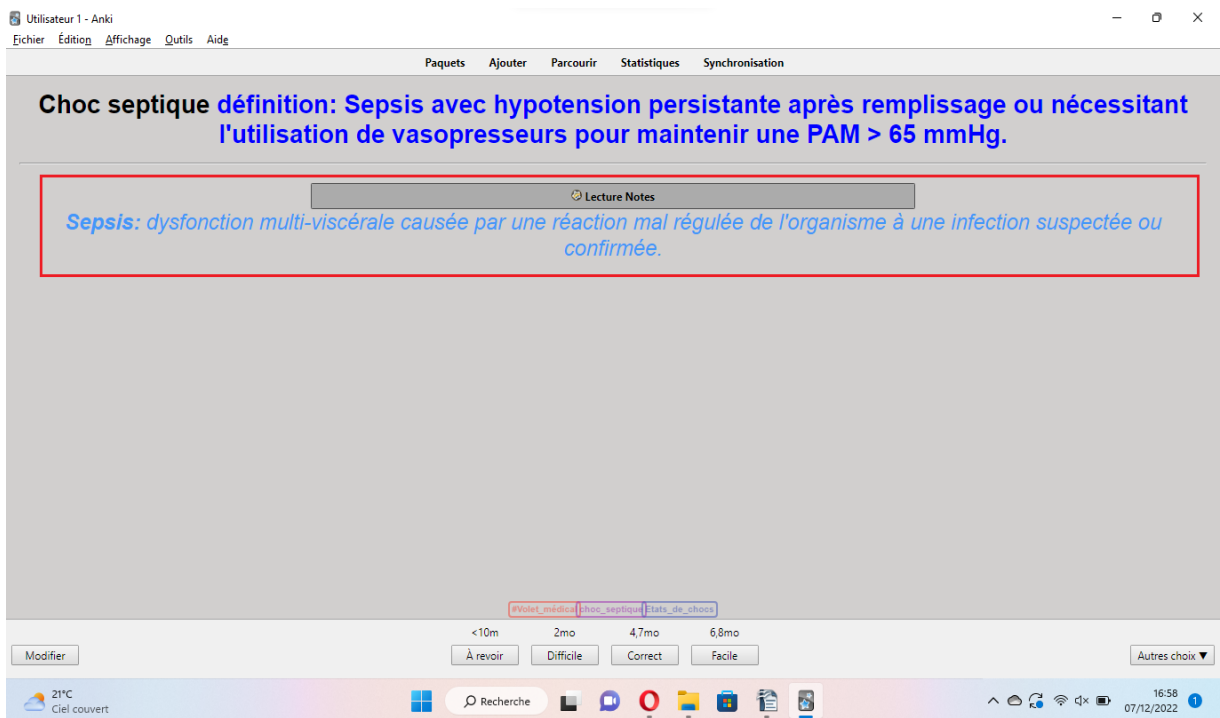 Utilisateur 1 - Anki
Fichier Édition Affichage Outils Aide
Paquets Ajouter Parcourir Statistiques Synchronisation
Choc septique définition: Sepsis avec hypotension persistante après remplissage ou nécessitant
l'utilisation de vasopresseurs pour maintenir une PAM > 65 mmHg.
Lecture Notes
Sepsis: dysfonction multi-viscérale causée par une réaction mal régulée de l'organisme à une infection suspectée ou
confirmée.
#Volet_médical choc_septique Etats_de_chocs
<10m 2mo 4,7mo 6,8mo
Modifier À revoir Difficile Correct Facile Autres choix ▼
21°C
Ciel couvert
Recherche
16:58
07/12/2022
1